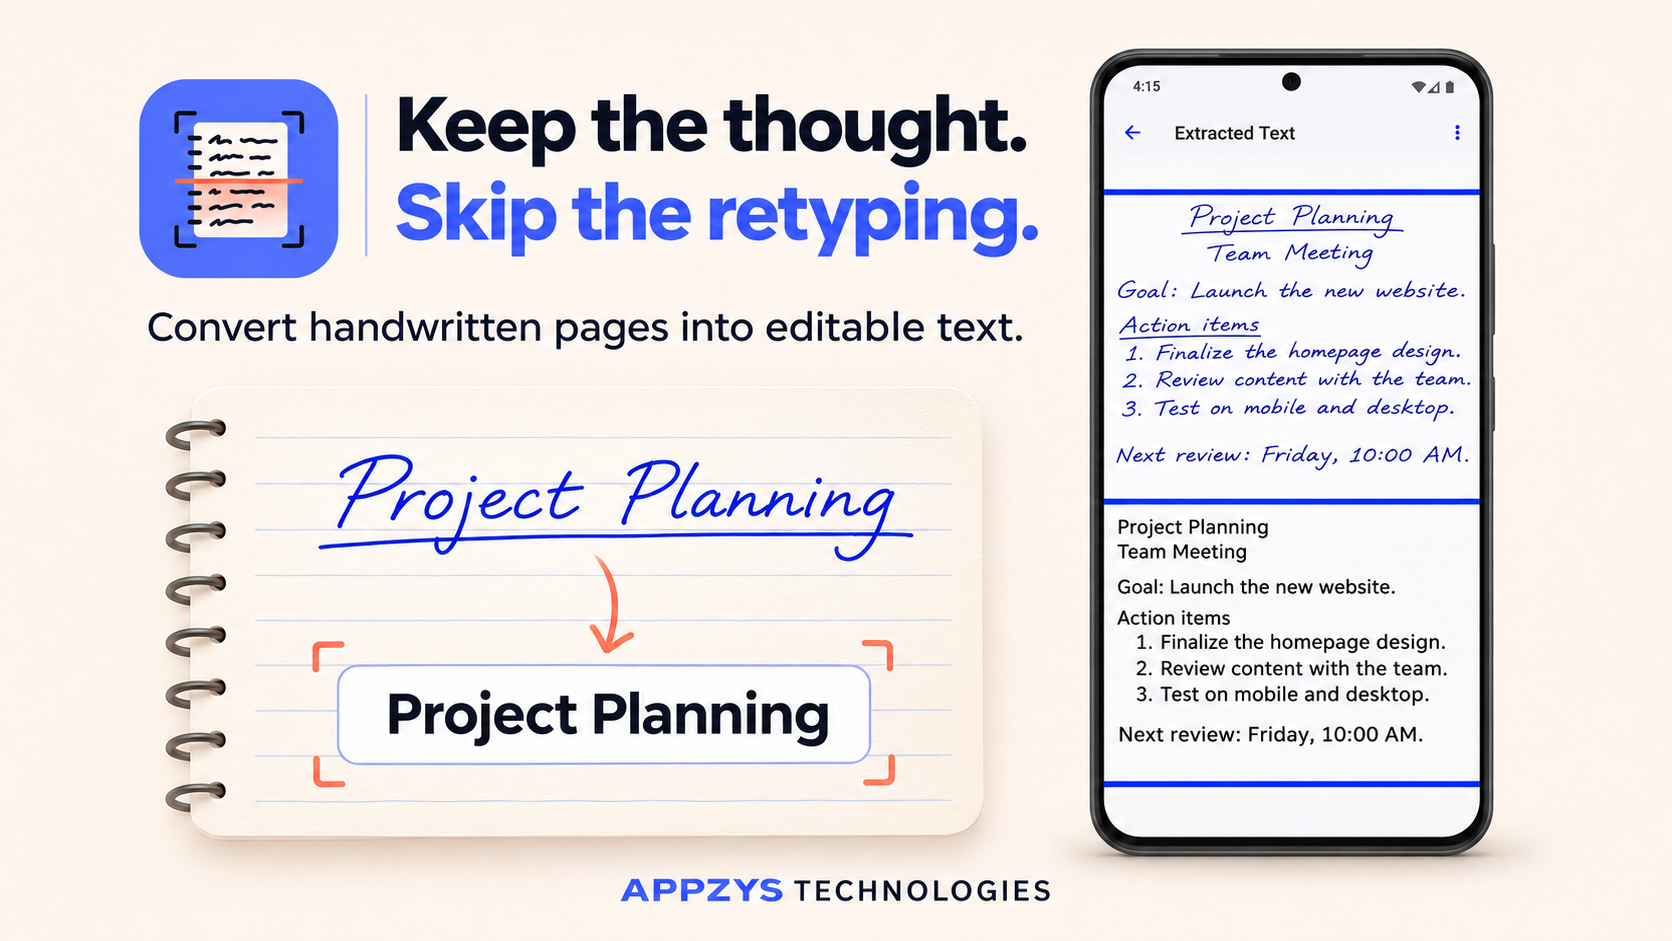 Keep the thought.
Skip the retyping.
Convert handwritten pages into editable text.
Project Planning
Project Planning
APPZYS TECHNOLOGIES
4:15
Extracted Text
Project Planning
Team Meeting
Goal: Launch the new website.
Action items
1. Finalize the homepage design.
2. Review content with the team.
3. Test on mobile and desktop.
Next review: Friday, 10:00 AM.
Project Planning
Team Meeting
Goal: Launch the new website.
Action items
1. Finalize the homepage design.
2. Review content with the team.
3. Test on mobile and desktop.
Next review: Friday, 10:00 AM.